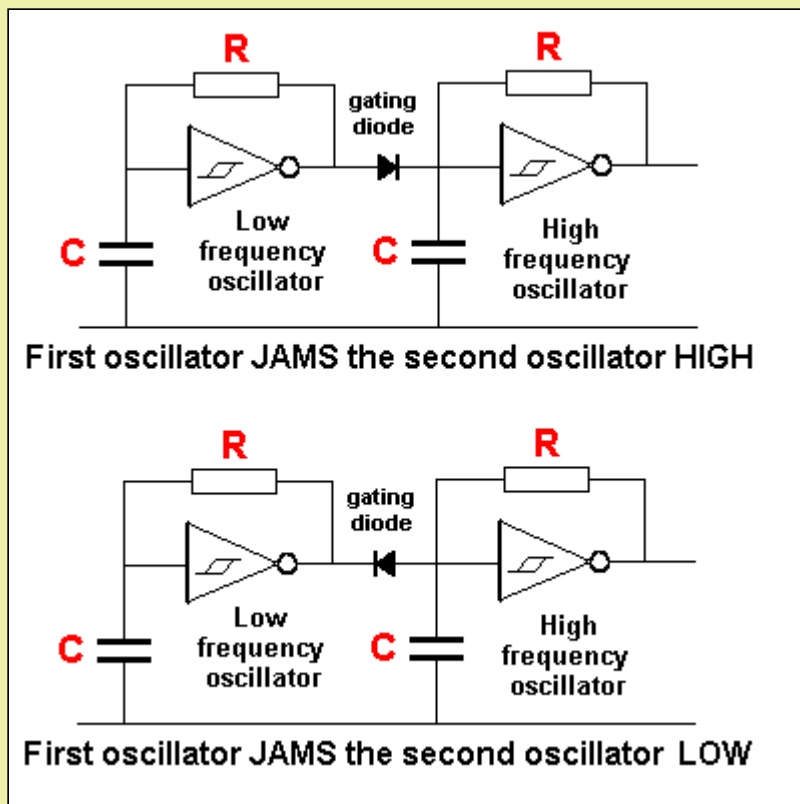 R
R
gating
diode
Low
frequency
oscillator
High
frequency
oscillator
C
C
First oscillator JAMS the second oscillator HIGH
R
R
gating
diode
Low
frequency
oscillator
High
frequency
oscillator
C
C
First oscillator JAMS the second oscillator LOW